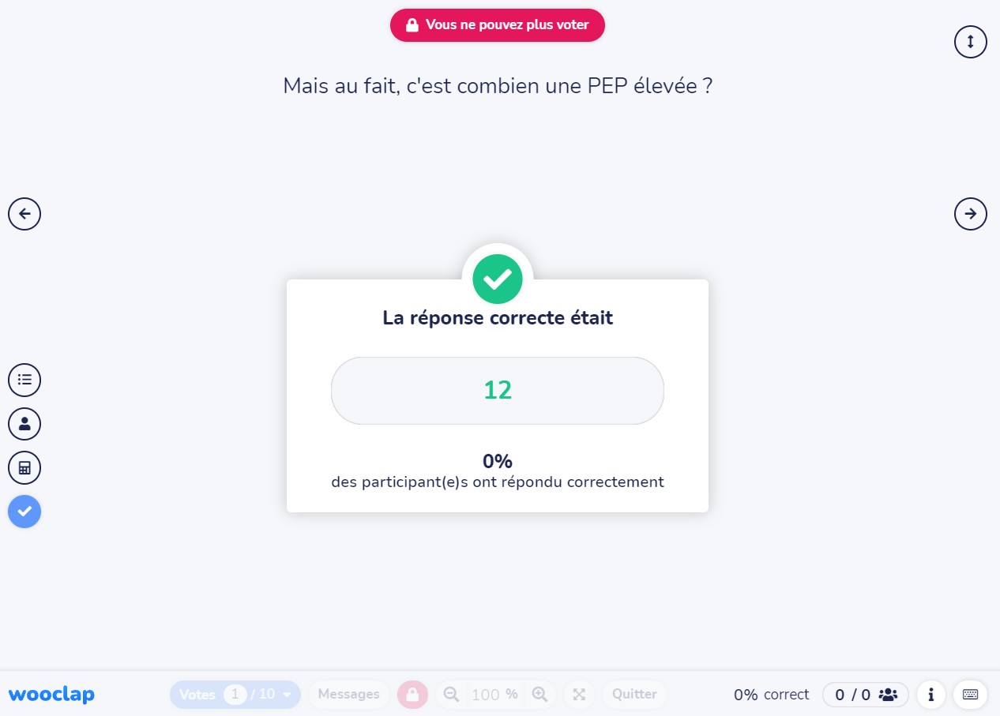 Vous ne pouvez plus voter
Mais au fait, c'est combien une PEP élevée ?
La réponse correcte était
12
0%
des participant(e)s ont répondu correctement
wooclap
Votes 1 / 10
Messages
100 %
Quitter
0% correct
0 / 0